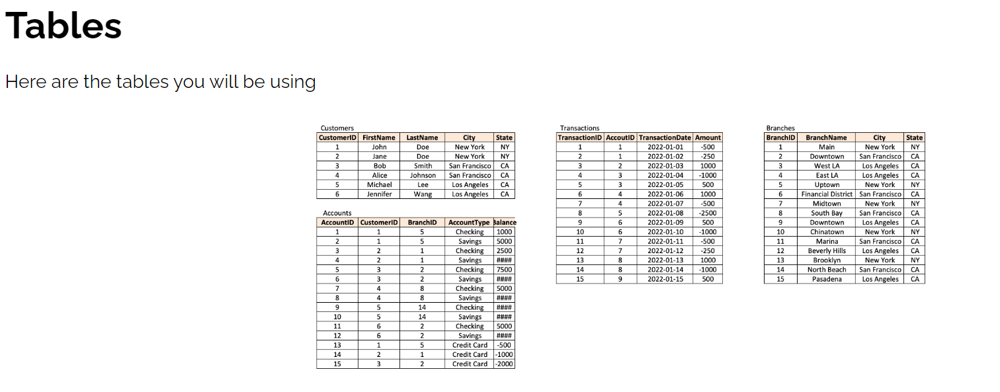 Tables
Here are the tables you will be using
Customers
CustomerID FirstName LastName City State
1 John Doe New York NY
2 Jane Doe New York NY
3 Bob Smith San Francisco CA
4 Alice Johnson San Francisco CA
5 Michael Lee Los Angeles CA
6 Jennifer Wang Los Angeles CA
Accounts
AccountID CustomerID BranchID AccountType Balance
1 1 5 Checking 1000
2 1 5 Savings 5000
3 2 1 Checking 2500
4 2 1 Savings ####
5 3 2 Checking 7500
6 3 2 Savings ####
7 4 8 Checking 5000
8 4 8 Savings ####
9 5 14 Checking ####
10 5 14 Savings ####
11 6 2 Checking 5000
12 6 2 Savings ####
13 1 5 Credit Card -500
14 2 1 Credit Card -1000
15 3 2 Credit Card -2000
Transactions
TransactionID AccoutID TransactionDate Amount
1 1 2022-01-01 -500
2 1 2022-01-02 -250
3 2 2022-01-03 1000
4 3 2022-01-04 -1000
5 3 2022-01-05 500
6 4 2022-01-06 1000
7 4 2022-01-07 -500
8 5 2022-01-08 -2500
9 6 2022-01-09 500
10 6 2022-01-10 -1000
11 7 2022-01-11 -500
12 7 2022-01-12 -250
13 8 2022-01-13 1000
14 8 2022-01-14 -1000
15 9 2022-01-15 500
Branches
BranchID BranchName City State
1 Main New York NY
2 Downtown San Francisco CA
3 West LA Los Angeles CA
4 East LA Los Angeles CA
5 Uptown New York NY
6 Financial District San Francisco CA
7 Midtown New York NY
8 South Bay San Francisco CA
9 Downtown Los Angeles CA
10 Chinatown New York NY
11 Marina San Francisco CA
12 Beverly Hills Los Angeles CA
13 Brooklyn New York NY
14 North Beach San Francisco CA
15 Pasadena Los Angeles CA